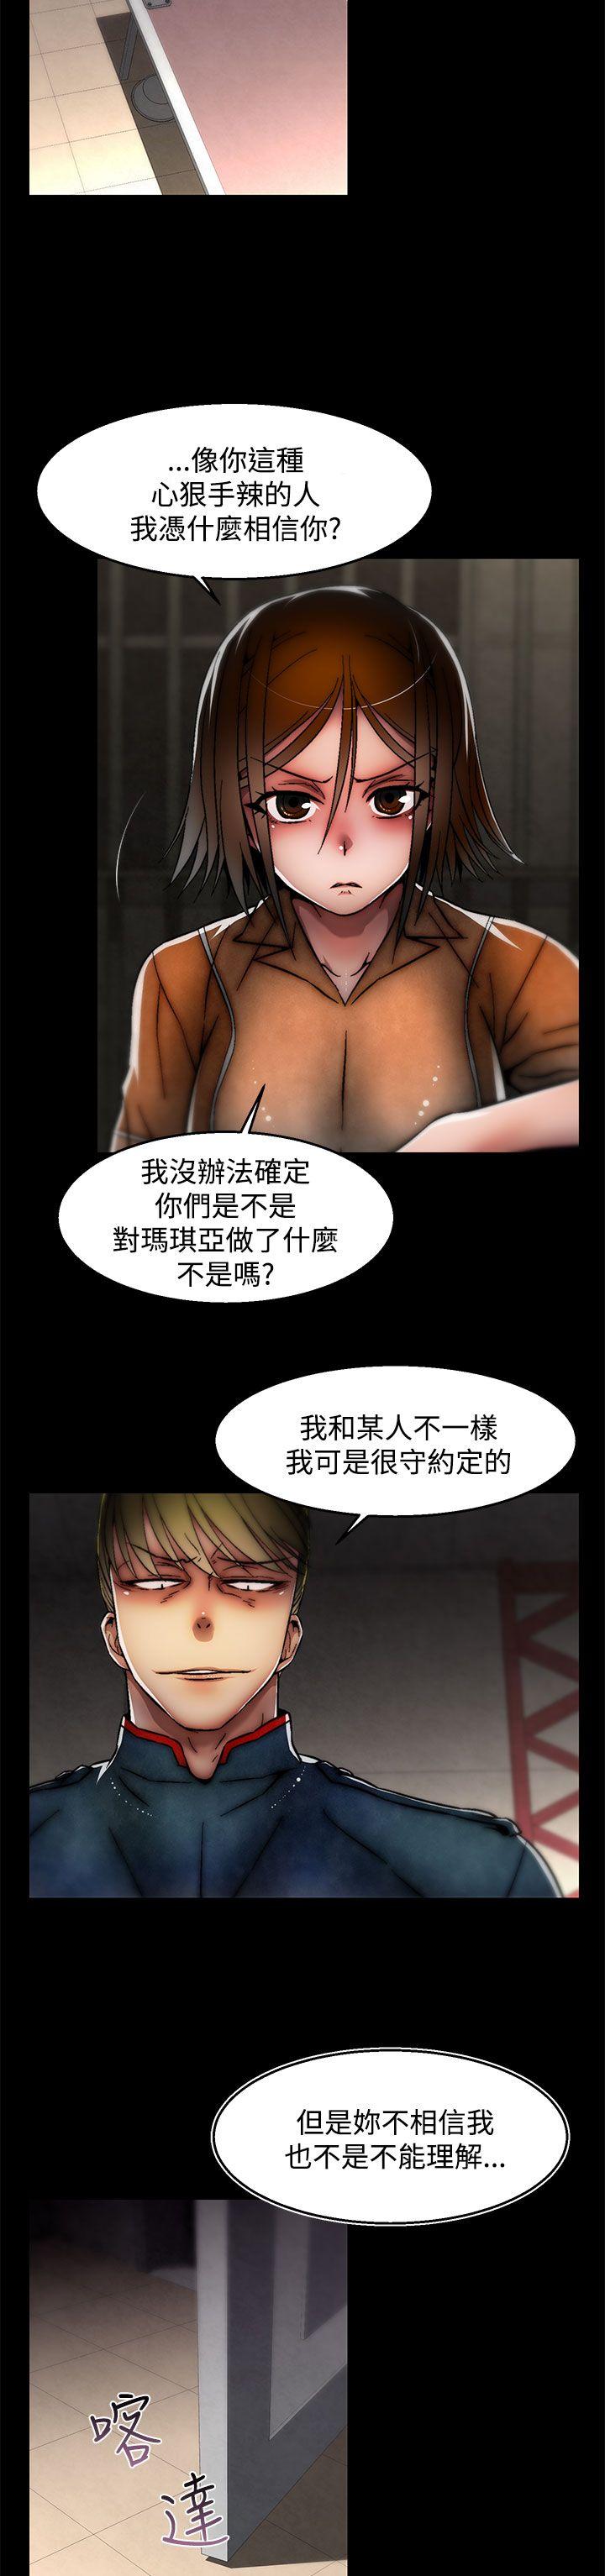 ...像你這種
心狠手辣的人
我憑什麼相信你?
我沒辦法確定
你們是不是
對瑪琪亞做了什麼
不是嗎?
我和某人不一樣
我可是很守約定的
但是妳不相信我
也不是不能理解...
喀
達